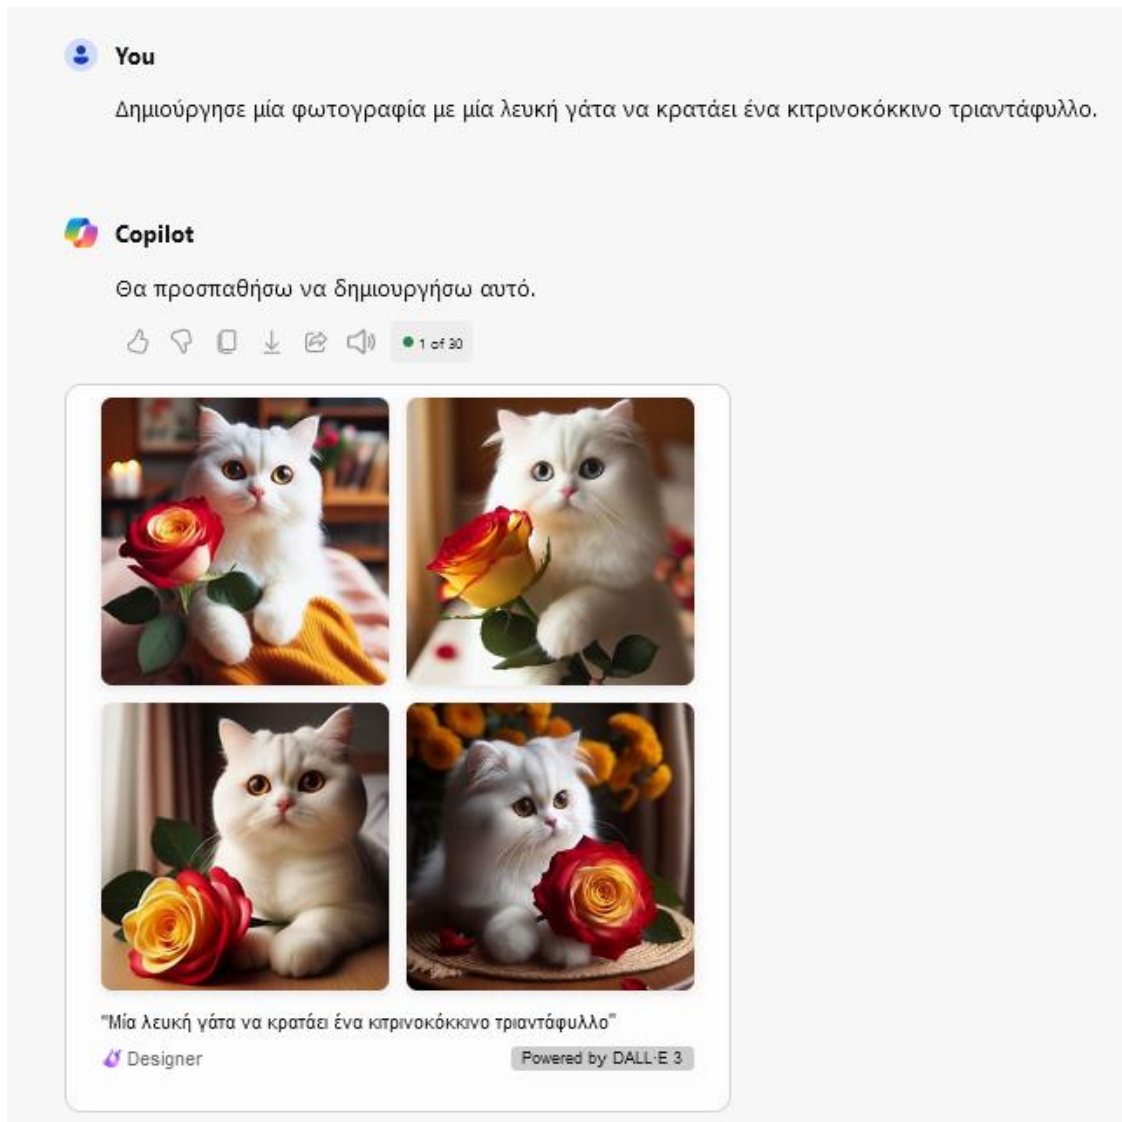 You
Δημιούργησε μία φωτογραφία με μία λευκή γάτα να κρατάει ένα κιτρινοκόκκινο τριαντάφυλλο.
Copilot
Θα προσπαθήσω να δημιουργήσω αυτό.
1 of 30
"Μία λευκή γάτα να κρατάει ένα κιτρινοκόκκινο τριαντάφυλλο"
Designer
Powered by DALL·E 3